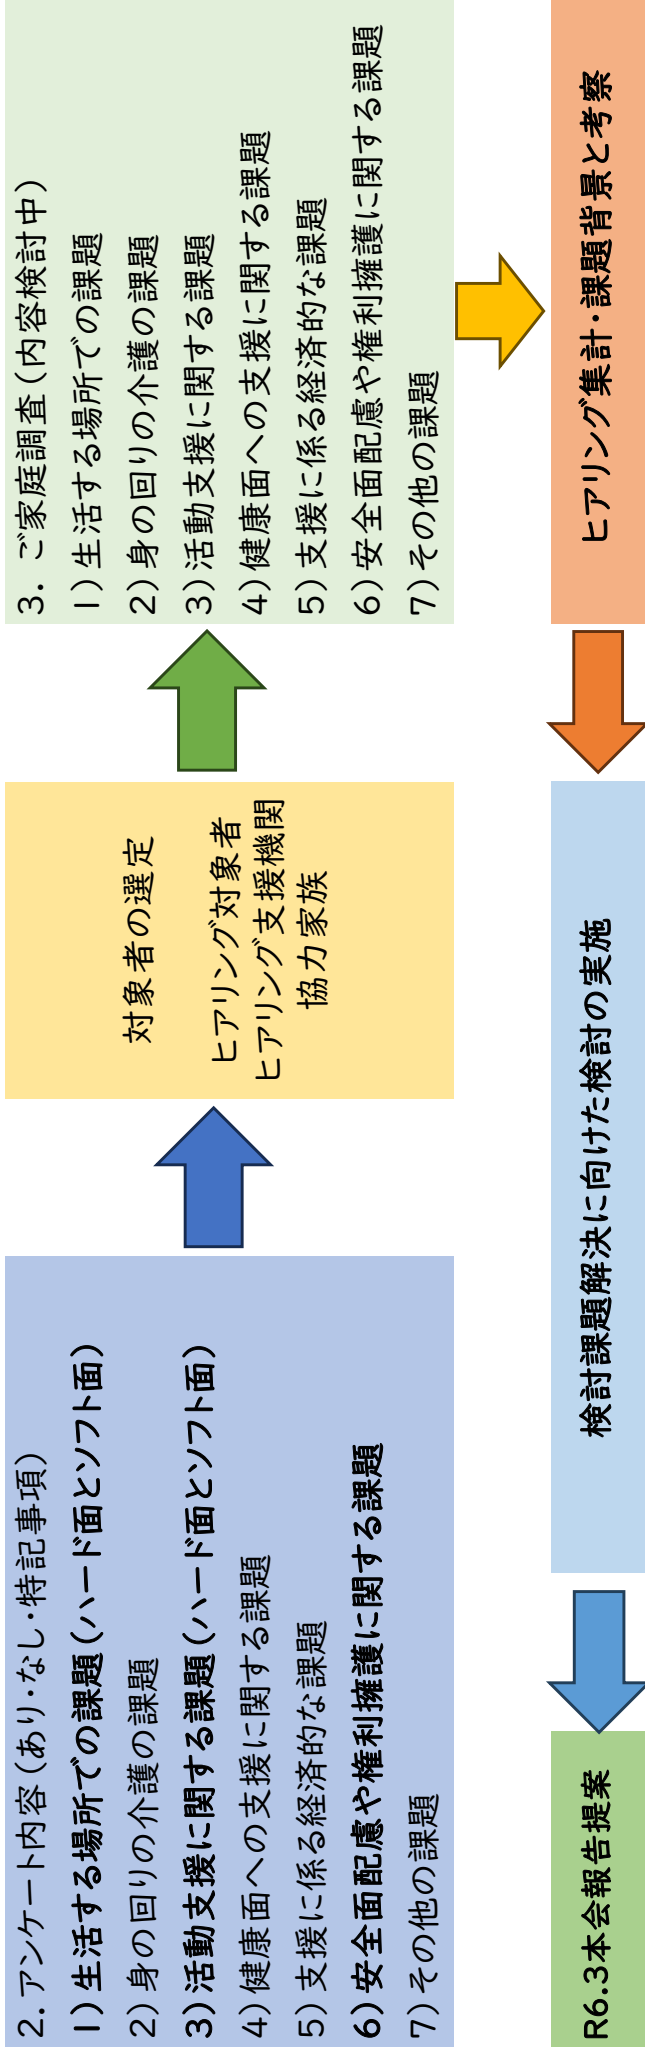 2. アンケート内容(あり・なし・特記事項)
1)生活する場所での課題(ハード面とソフト面)
2)身の回りの介護の課題
3)活動支援に関する課題(ハード面とソフト面)
4)健康面への支援に関する課題
5)支援に係る経済的な課題
6)安全面配慮や権利擁護に関する課題
7)その他の課題
対象者の選定
ヒアリング対象者
ヒアリング支援機関
協力家族
3. ご家庭調査(内容検討中)
1)生活する場所での課題
2)身の回りの介護の課題
3)活動支援に関する課題
4)健康面への支援に関する課題
5)支援に係る経済的な課題
6)安全面配慮や権利擁護に関する課題
7)その他の課題
ヒアリング集計・課題背景と考察
検討課題解決に向けた検討の実施
R6.3本会報告提案